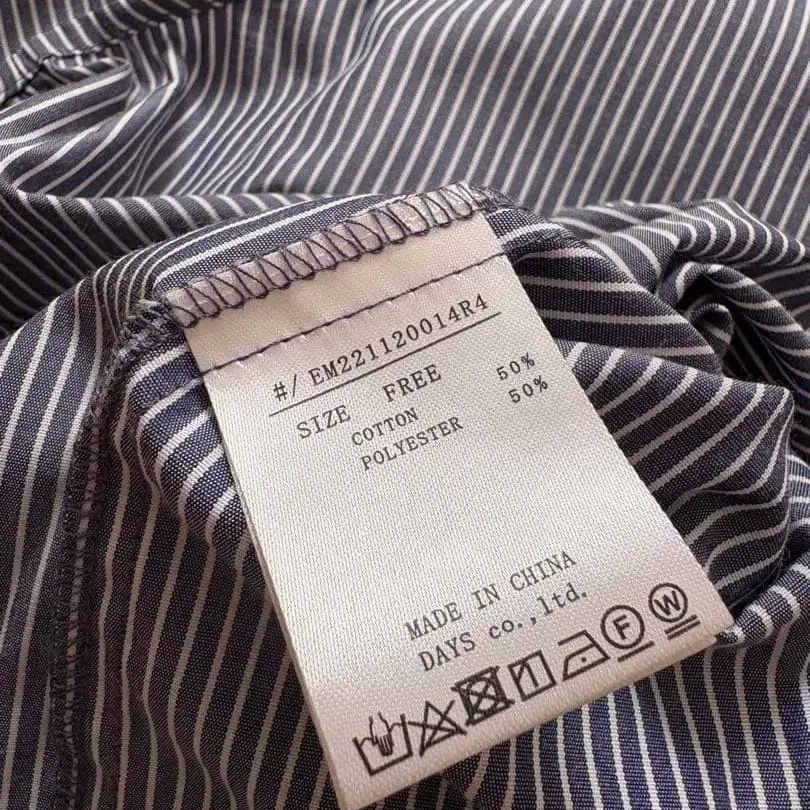 #/ EM221120014R4
SIZE FREE
COTTON 50%
POLYESTER 50%
MADE IN CHINA
DAYS co.,ltd.
F W